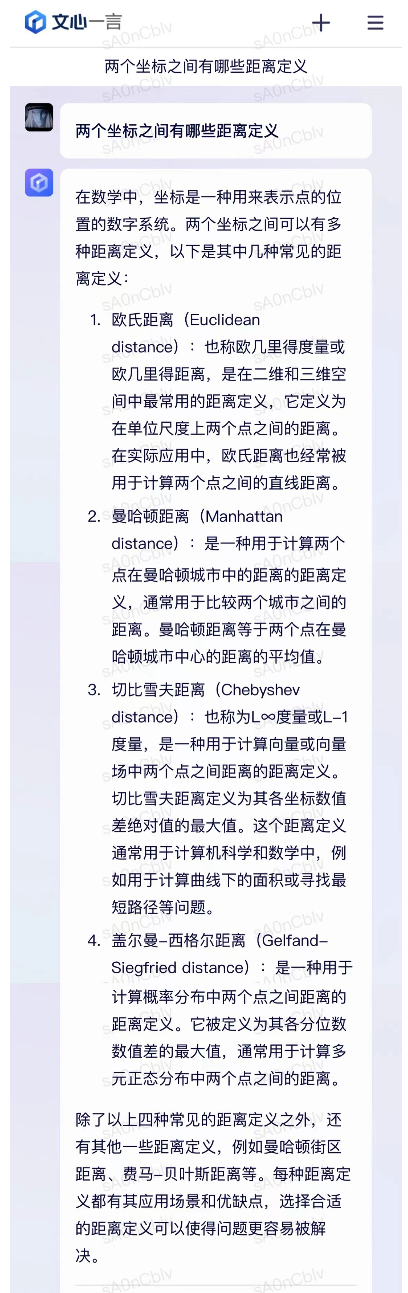 文心一言
两个坐标之间有哪些距离定义
两个坐标之间有哪些距离定义
在数学中，坐标是一种用来表示点的位
置的数字系统。两个坐标之间可以有多
种距离定义，以下是其中几种常见的距
离定义：
1. 欧氏距离（Euclidean
distance）：也称欧几里得度量或
欧几里得距离，是在二维和三维空
间中最常用的距离定义，它定义为
在单位尺度上两个点之间的距离。
在实际应用中，欧氏距离也经常被
用于计算两个点之间的直线距离。
2. 曼哈顿距离（Manhattan
distance）：是一种用于计算两个
点在曼哈顿城市中的距离的距离定
义，通常用于比较两个城市之间的
距离。曼哈顿距离等于两个点在曼
哈顿城市中心的距离的平均值。
3. 切比雪夫距离（Chebyshev
distance）：也称为L∞度量或L-1
度量，是一种用于计算向量或向量
场中两个点之间距离的距离定义。
切比雪夫距离定义为其各坐标数值
差绝对值的最大值。这个距离定义
通常用于计算机科学和数学中，例
如用于计算曲线下的面积或寻找最
短路径等问题。
4. 盖尔曼-西格尔距离（Gelfand-
Siegfried distance）：是一种用于
计算概率分布中两个点之间距离的
距离定义。它被定义为其各分位数
数值差的最大值，通常用于计算多
元正态分布中两个点之间的距离。
除了以上四种常见的距离定义之外，还
有其他一些距离定义，例如曼哈顿街区
距离、费马-贝叶斯距离等。每种距离定
义都有其应用场景和优缺点，选择合适
的距离定义可以使得问题更容易被解
决。
sA0nCblv